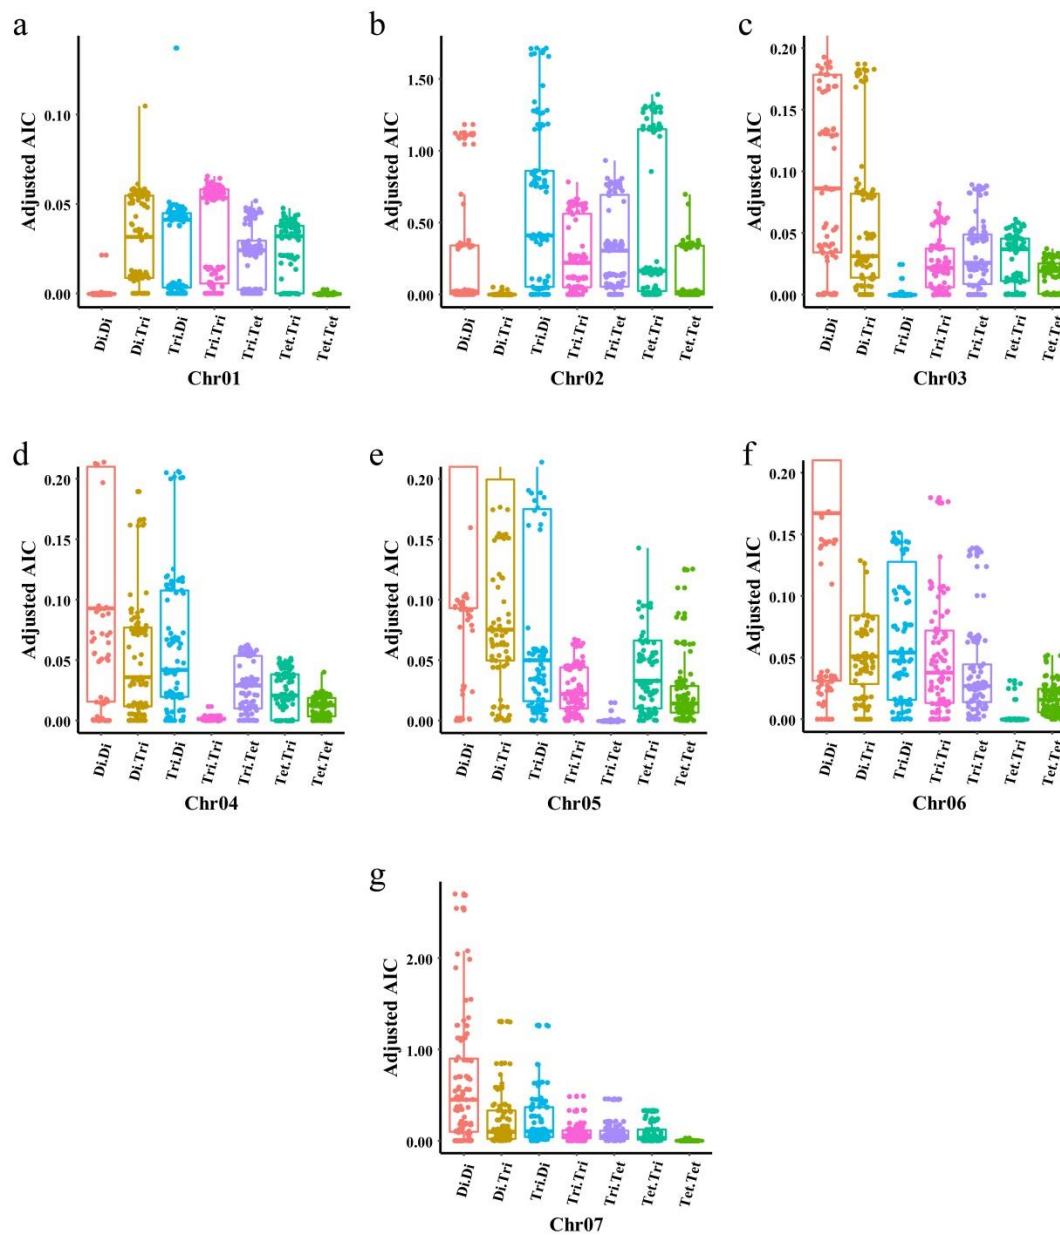 a
Adjusted AIC
0.10
0.05
0.00
Di.Di
Di.Tri
Tri.Di
Tri.Tri
Tri.Tet
Tet.Tri
Tet.Tet
Chr01
b
Adjusted AIC
1.50
1.00
0.50
0.00
Di.Di
Di.Tri
Tri.Di
Tri.Tri
Tri.Tet
Tet.Tri
Tet.Tet
Chr02
c
Adjusted AIC
0.20
0.15
0.10
0.05
0.00
Di.Di
Di.Tri
Tri.Di
Tri.Tri
Tri.Tet
Tet.Tri
Tet.Tet
Chr03
d
Adjusted AIC
0.20
0.15
0.10
0.05
0.00
Di.Di
Di.Tri
Tri.Di
Tri.Tri
Tri.Tet
Tet.Tri
Tet.Tet
Chr04
e
Adjusted AIC
0.20
0.15
0.10
0.05
0.00
Di.Di
Di.Tri
Tri.Di
Tri.Tri
Tri.Tet
Tet.Tri
Tet.Tet
Chr05
f
Adjusted AIC
0.20
0.15
0.10
0.05
0.00
Di.Di
Di.Tri
Tri.Di
Tri.Tri
Tri.Tet
Tet.Tri
Tet.Tet
Chr06
g
Adjusted AIC
2.00
1.00
0.00
Di.Di
Di.Tri
Tri.Di
Tri.Tri
Tri.Tet
Tet.Tri
Tet.Tet
Chr07